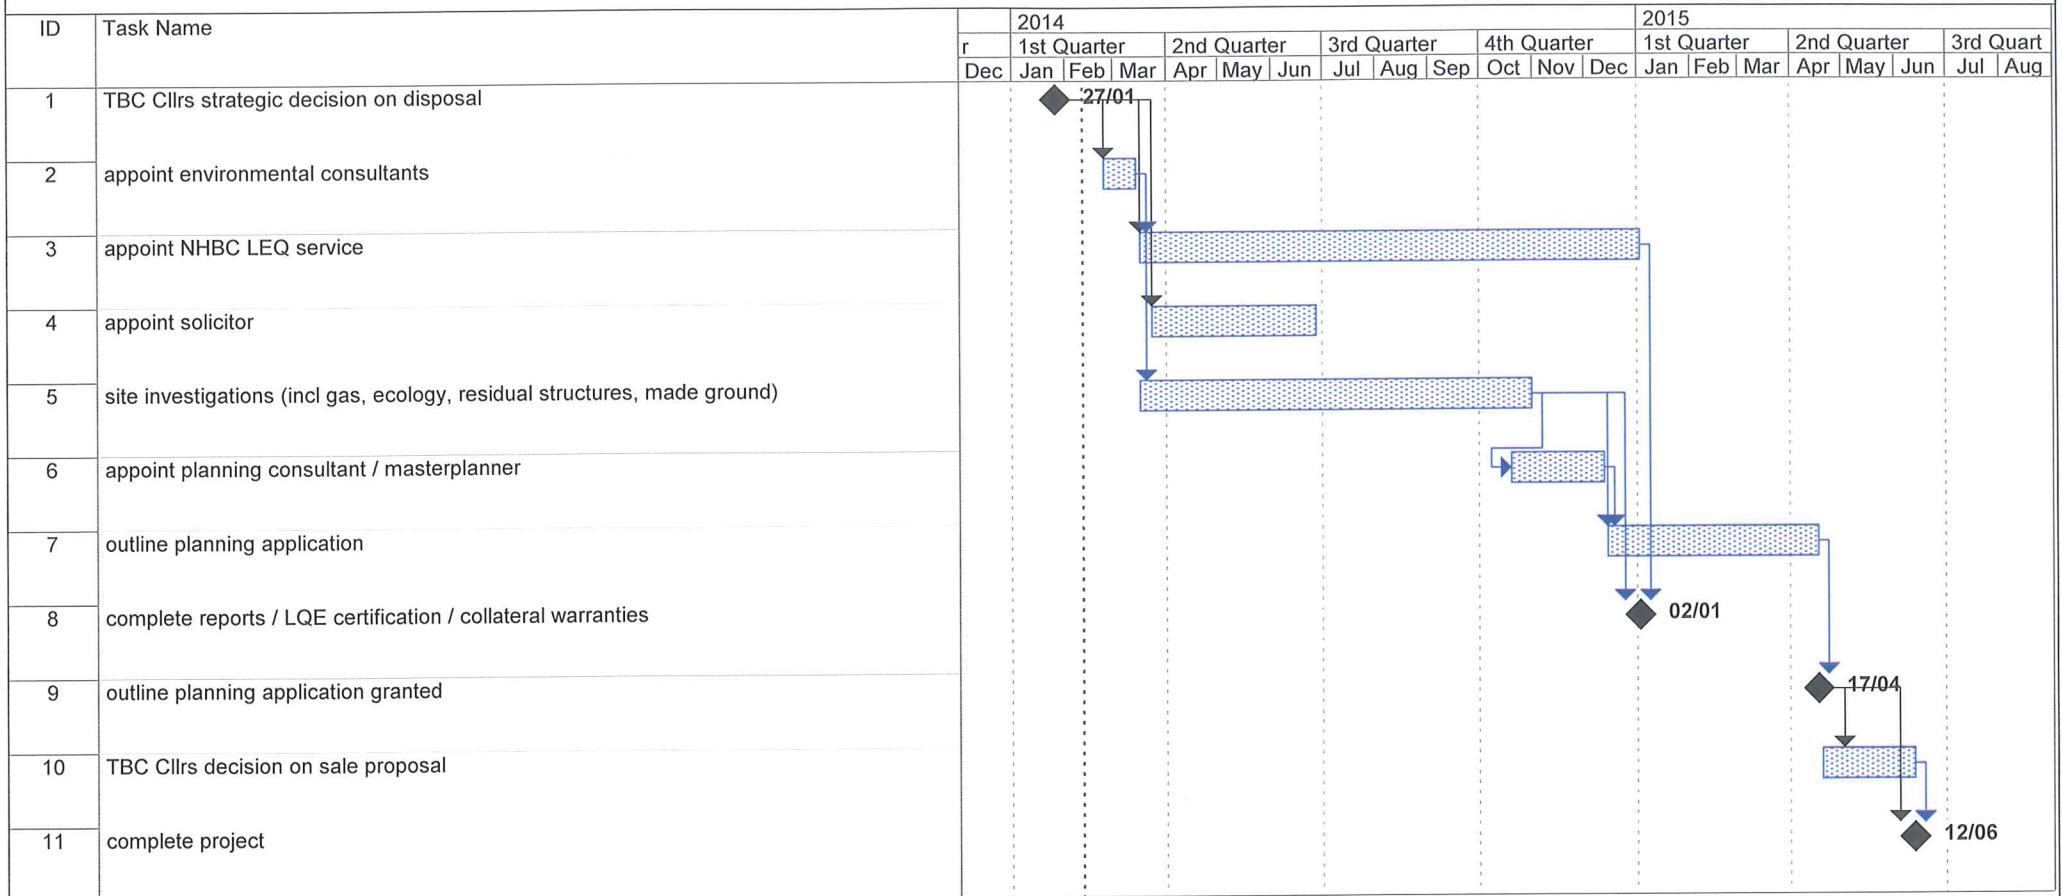 ID Task Name 2014 2015
r 1st Quarter 2nd Quarter 3rd Quarter 4th Quarter 1st Quarter 2nd Quarter 3rd Quart
Dec Jan Feb Mar Apr May Jun Jul Aug Sep Oct Nov Dec Jan Feb Mar Apr May Jun Jul Aug
1 TBC Cllrs strategic decision on disposal 27/01
2 appoint environmental consultants
3 appoint NHBC LEQ service
4 appoint solicitor
5 site investigations (incl gas, ecology, residual structures, made ground)
6 appoint planning consultant / masterplanner
7 outline planning application
8 complete reports / LQE certification / collateral warranties 02/01
9 outline planning application granted 17/04
10 TBC Cllrs decision on sale proposal
11 complete project 12/06